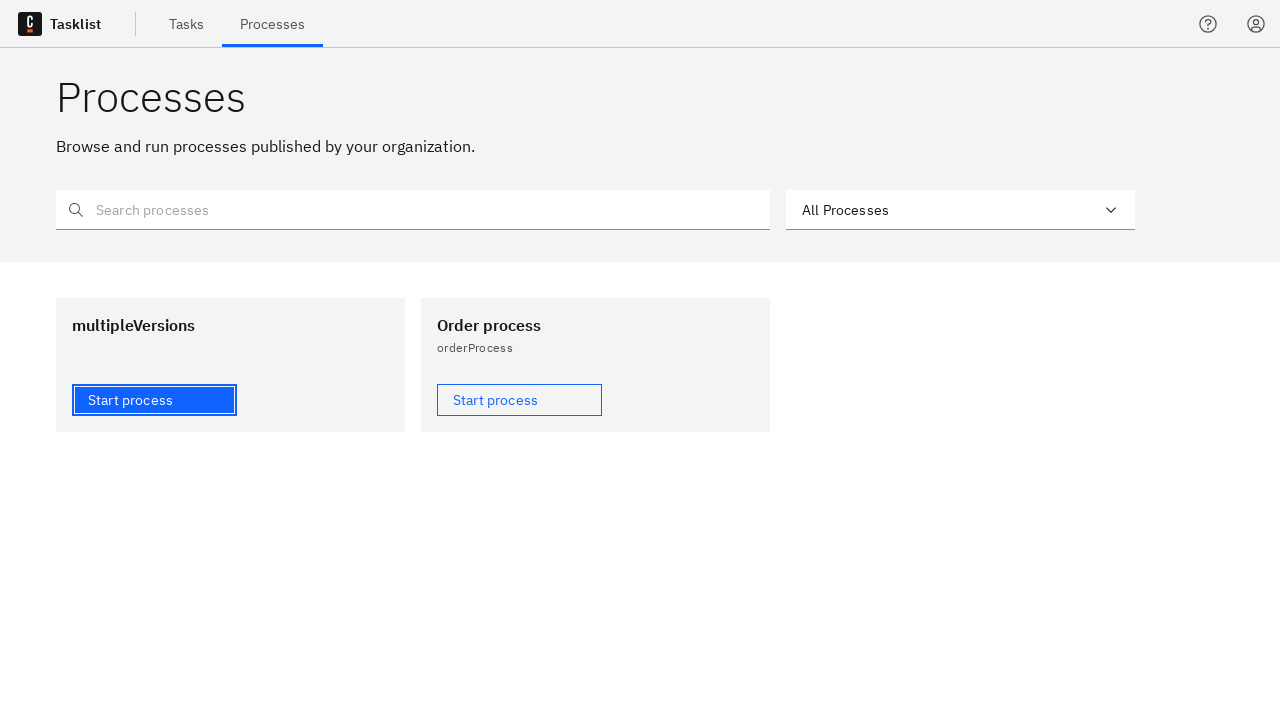 Tasklist
Tasks
Processes
Processes
Browse and run processes published by your organization.
Search processes
All Processes
multipleVersions
Start process
Order process
orderProcess
Start process